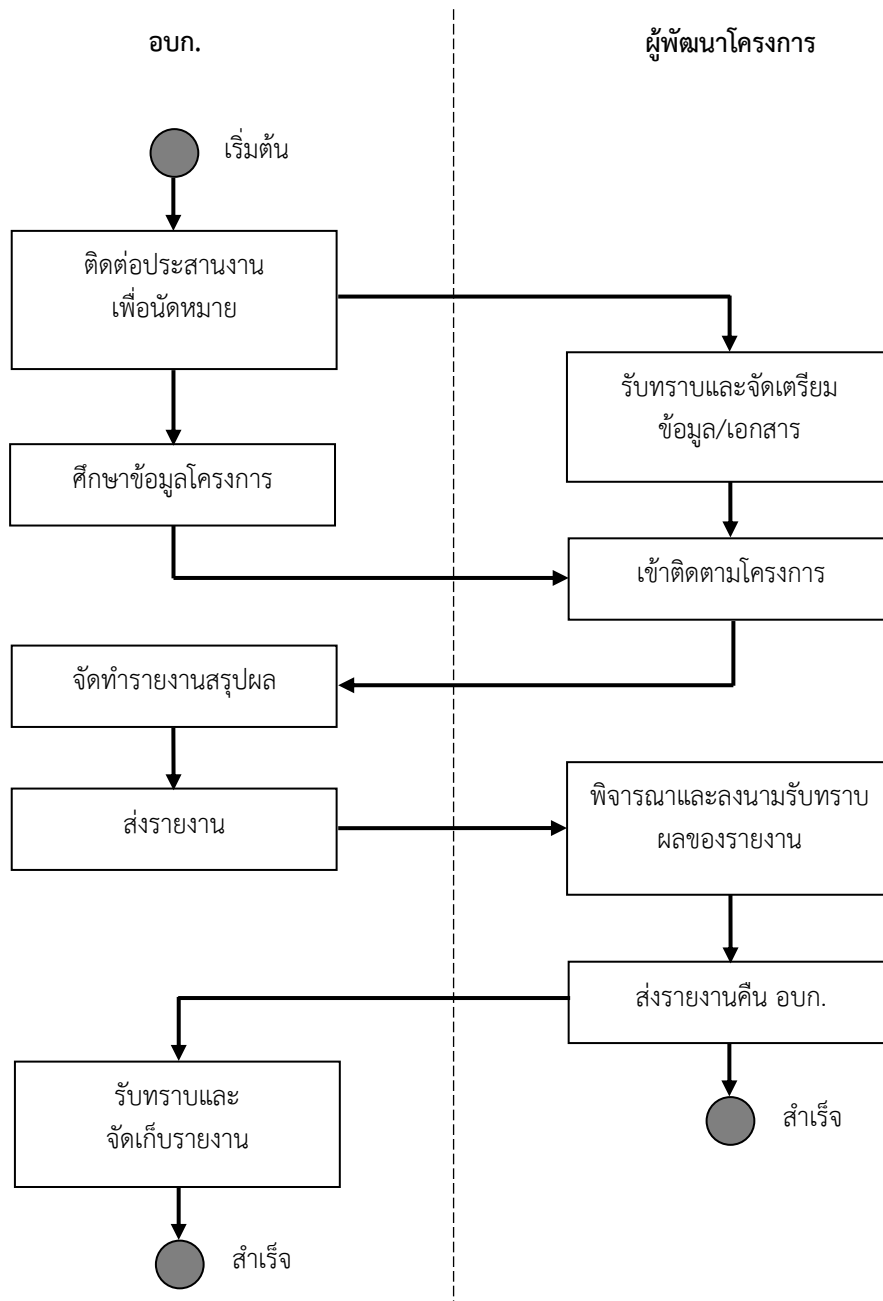 อบก.
ผู้พัฒนาโครงการ
เริ่มต้น
ติดต่อประสานงาน
เพื่อนัดหมาย
รับทราบและจัดเตรียม
ข้อมูล/เอกสาร
ศึกษาข้อมูลโครงการ
เข้าติดตามโครงการ
จัดทำรายงานสรุปผล
ส่งรายงาน
พิจารณาและลงนามรับทราบ
ผลของรายงาน
ส่งรายงานคืน อบก.
รับทราบและ
จัดเก็บรายงาน
สำเร็จ
สำเร็จ